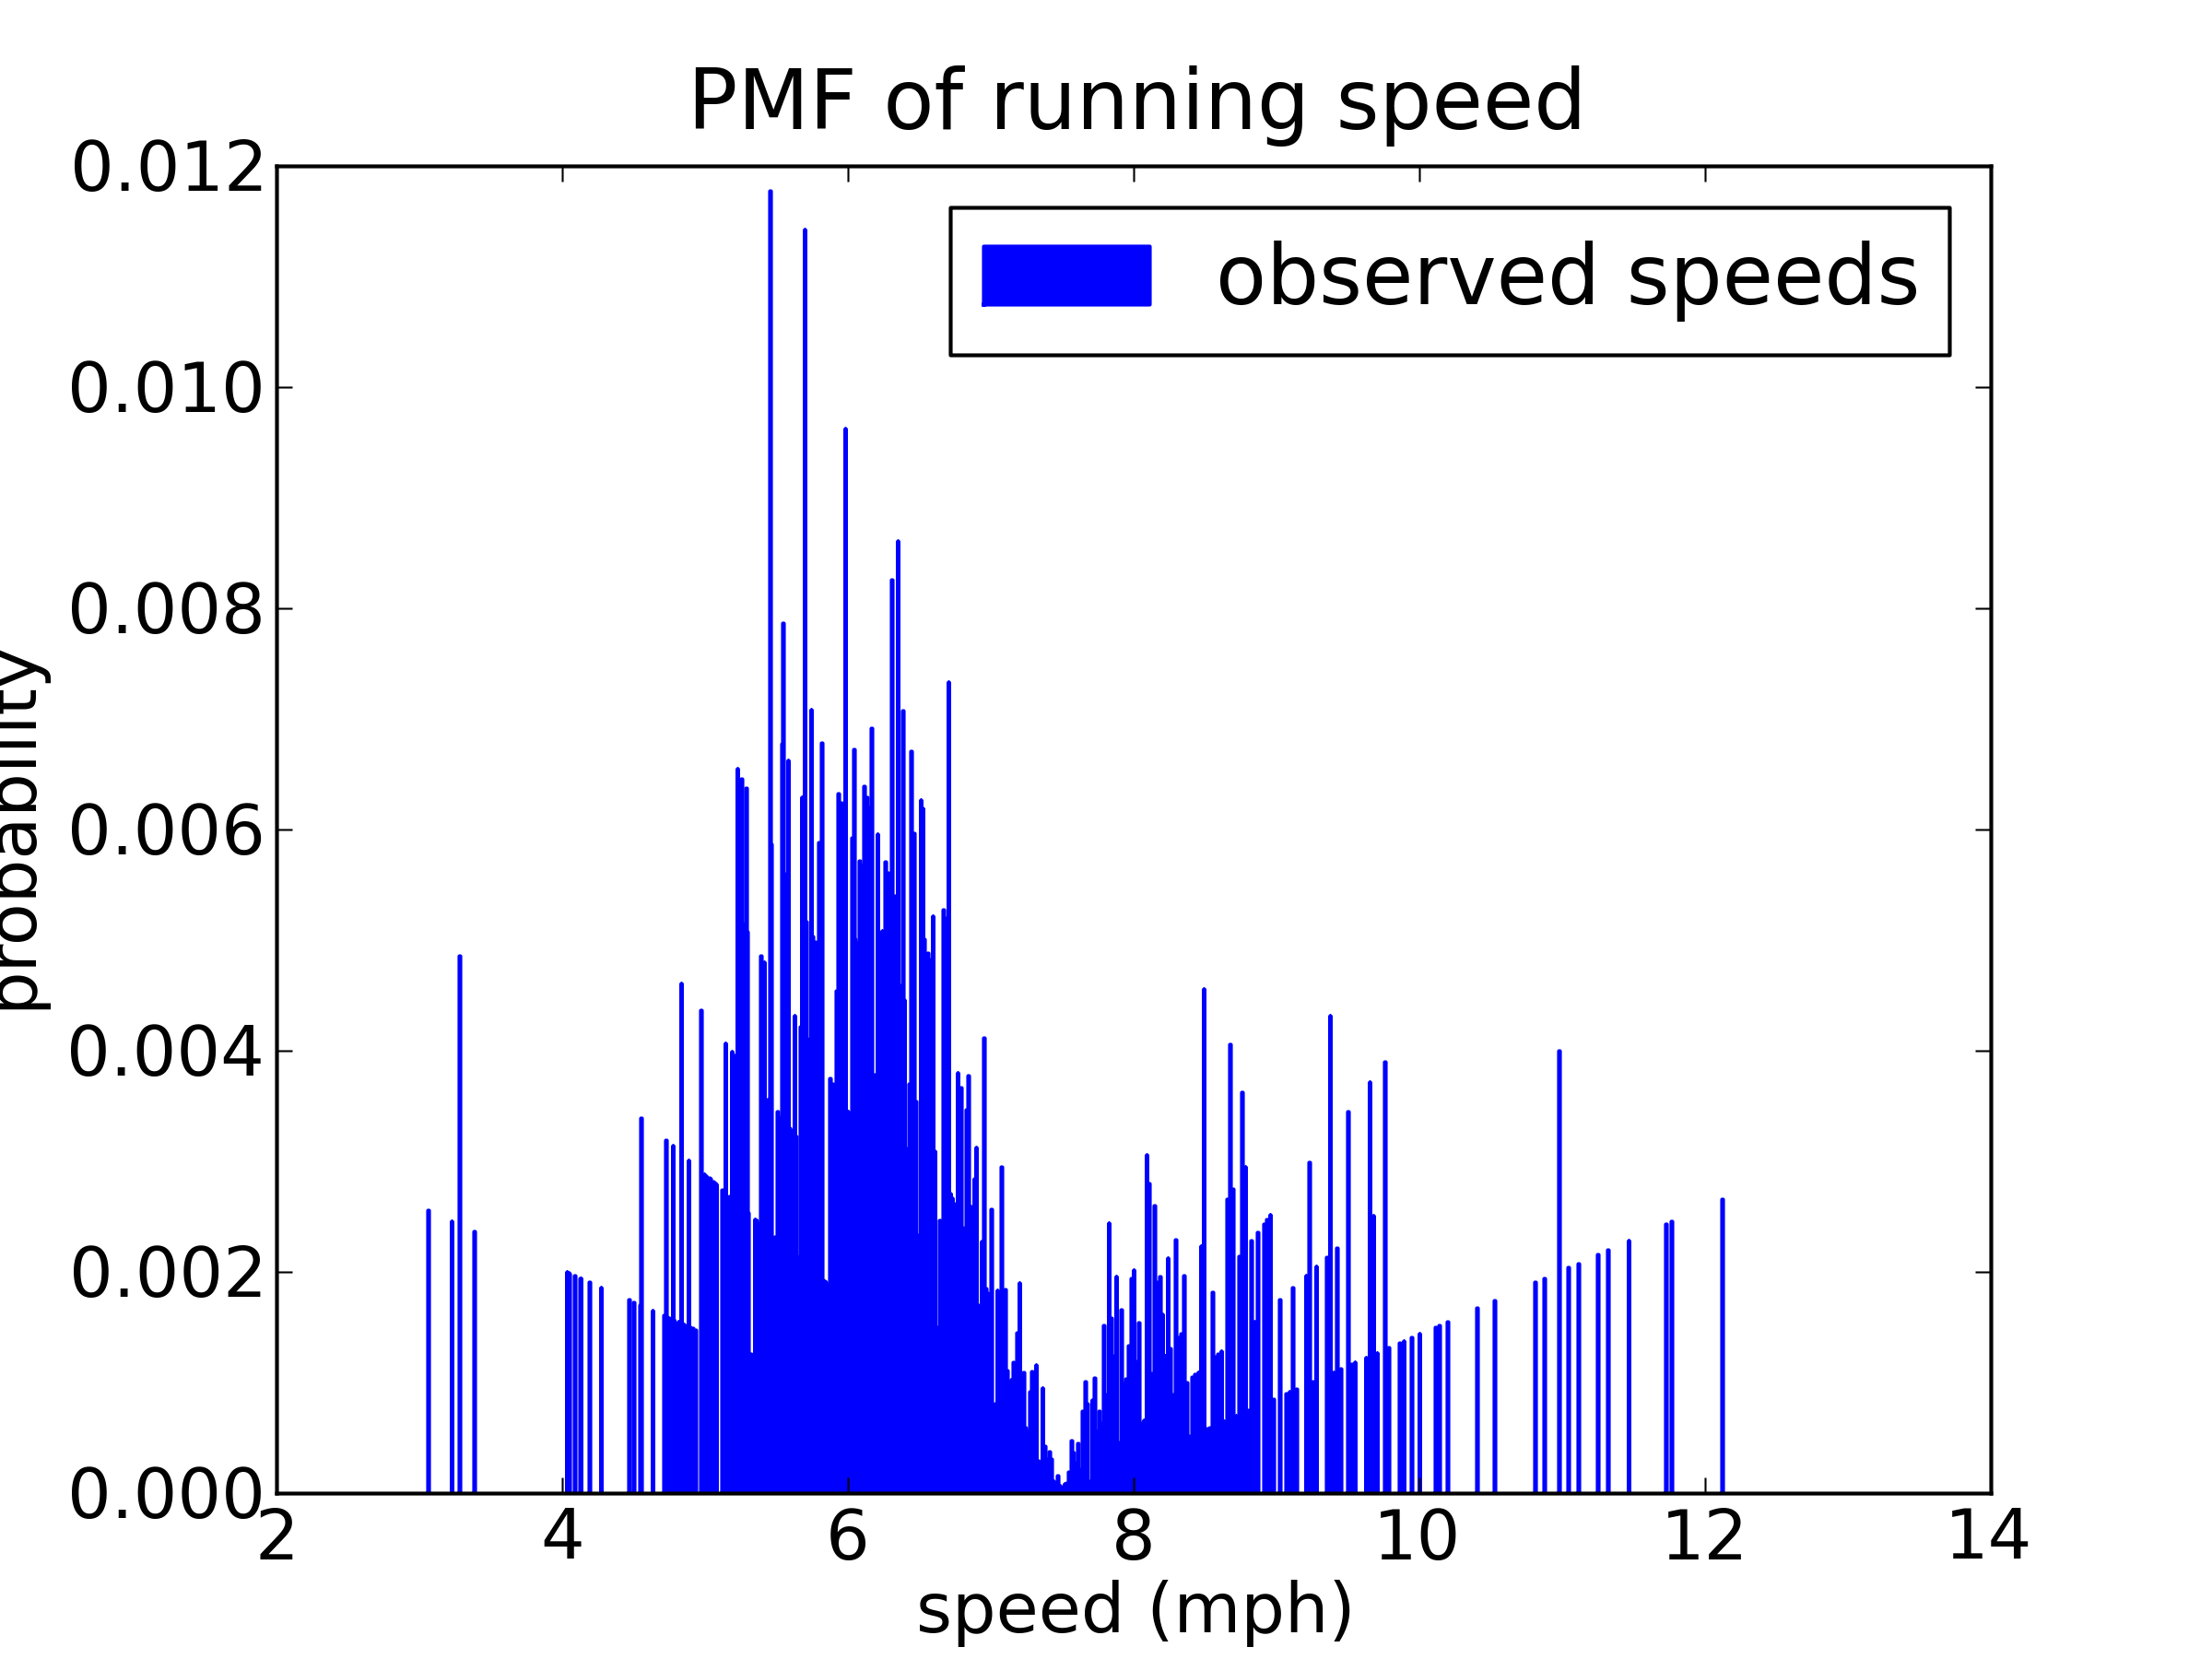 PMF of running speed
observed speeds
0.012
0.010
0.008
0.006
0.004
0.002
0.000
probability
2 4 6 8 10 12 14
speed (mph)